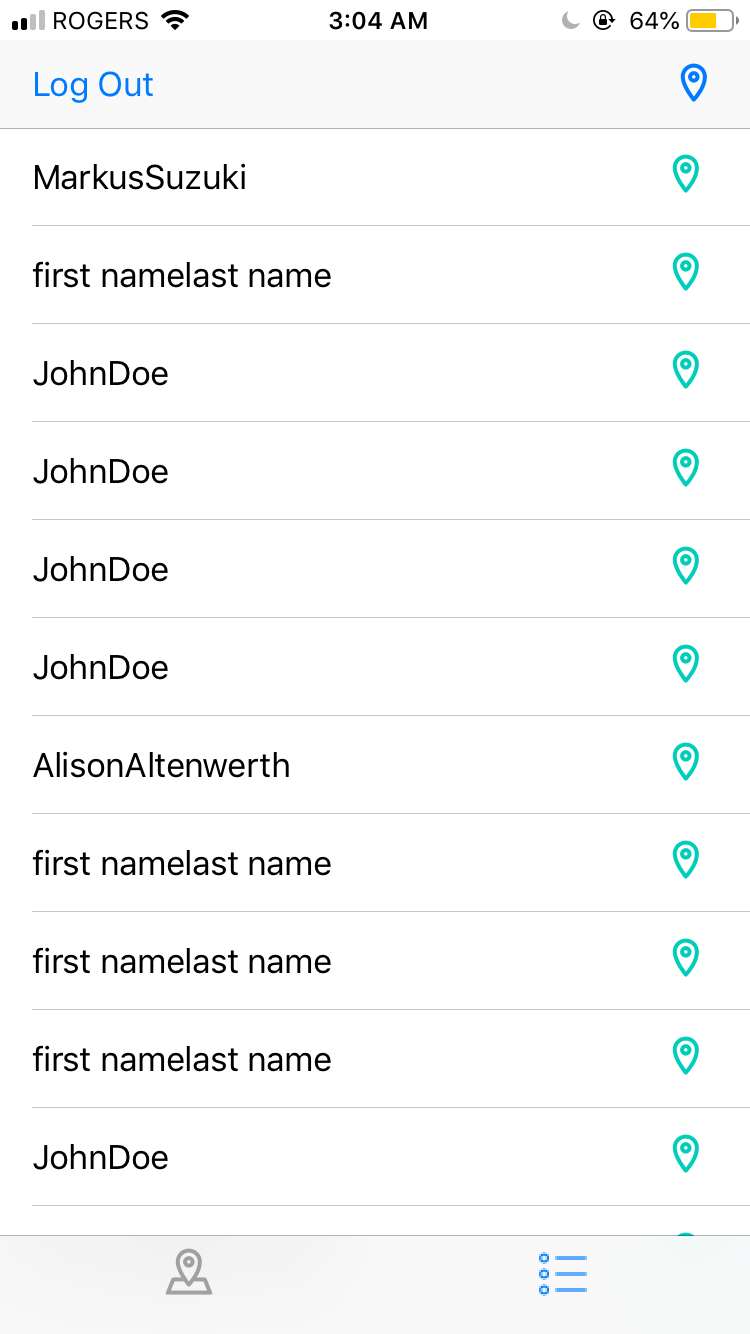 ROGERS 3:04 AM 64%
Log Out
MarkusSuzuki
first namelast name
JohnDoe
JohnDoe
JohnDoe
JohnDoe
AlisonAltenwerth
first namelast name
first namelast name
first namelast name
JohnDoe